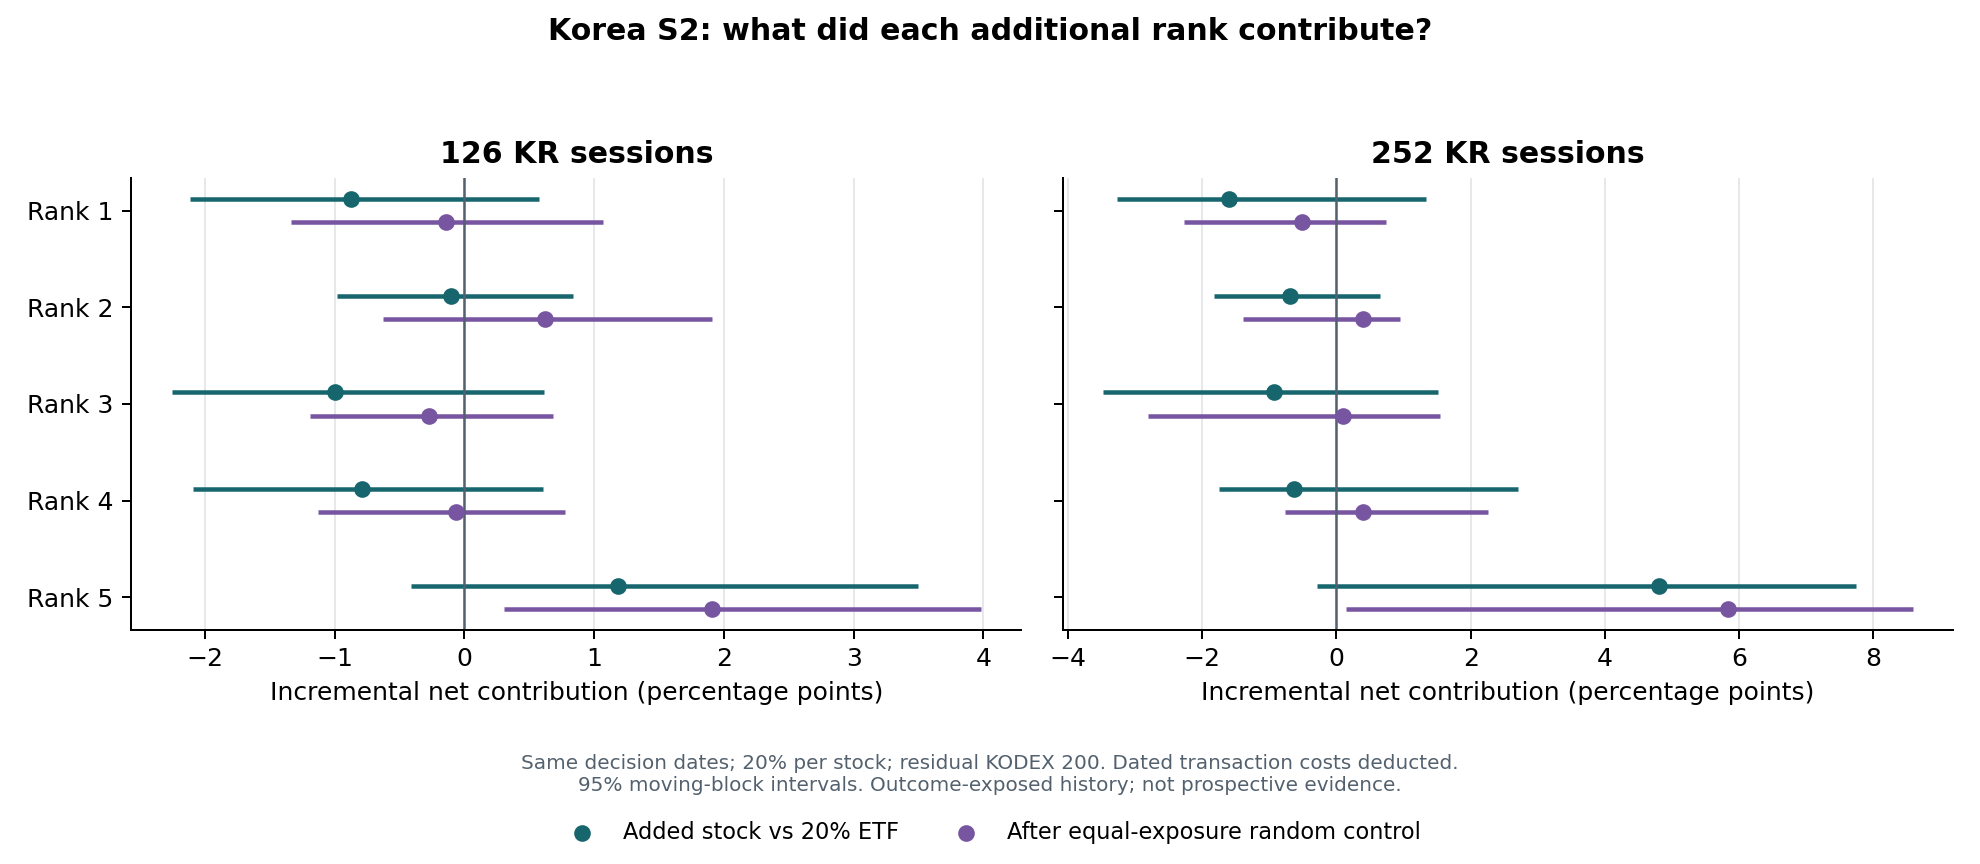 Korea S2: what did each additional rank contribute?
126 KR sessions
252 KR sessions
Rank 1
Rank 2
Rank 3
Rank 4
Rank 5
−2 −1 0 1 2 3 4
−4 −2 0 2 4 6 8
Incremental net contribution (percentage points)
Incremental net contribution (percentage points)
Same decision dates; 20% per stock; residual KODEX 200. Dated transaction costs deducted.
95% moving-block intervals. Outcome-exposed history; not prospective evidence.
Added stock vs 20% ETF
After equal-exposure random control